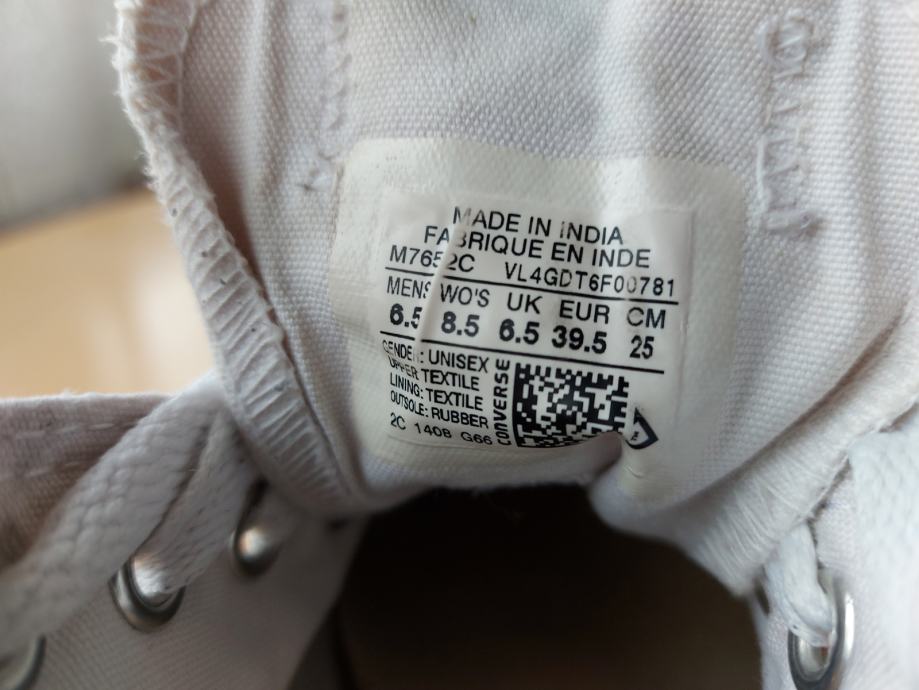 MADE IN INDIA
FABRIQUE EN INDE
M7652C VL4GDT6F00781
MENS WO'S UK EUR CM
6.5 8.5 6.5 39.5 25
GENDER: UNISEX
UPPER TEXTILE
LINING: TEXTILE
OUTSOLE: RUBBER
2C 1408 G66
CONVERSE